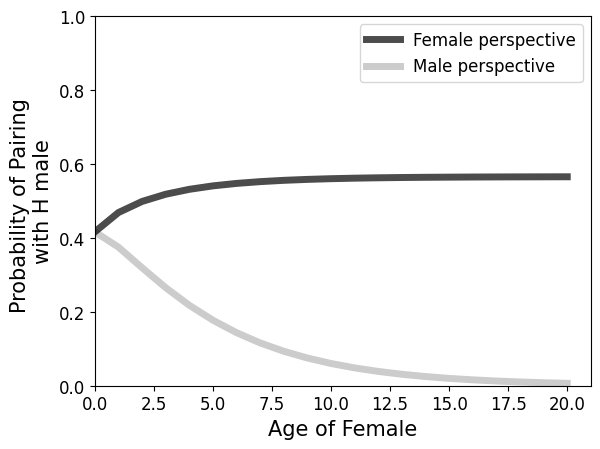 1.0
0.8
0.6
0.4
0.2
0.0
Probability of Pairing
with H male
Female perspective
Male perspective
0.0 2.5 5.0 7.5 10.0 12.5 15.0 17.5 20.0
Age of Female